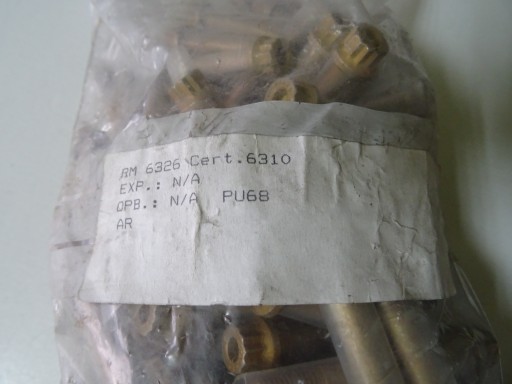 RM 6326 Cert.6310
EXP.: N/A
OPB.: N/A PU68
AR